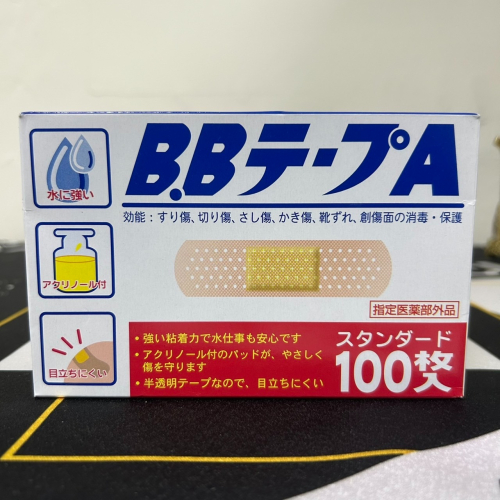 B.BテープA
水に強い
効能：すり傷、切り傷、さし傷、かき傷、靴ずれ、創傷面の消毒・保護
アクリノール付
指定医薬部外品
目立ちにくい
・強い粘着力で水仕事も安心です
・アクリノール付のパッドが、やさしく
傷を守ります
・半透明テープなので、目立ちにくい
スタンダード
100枚入